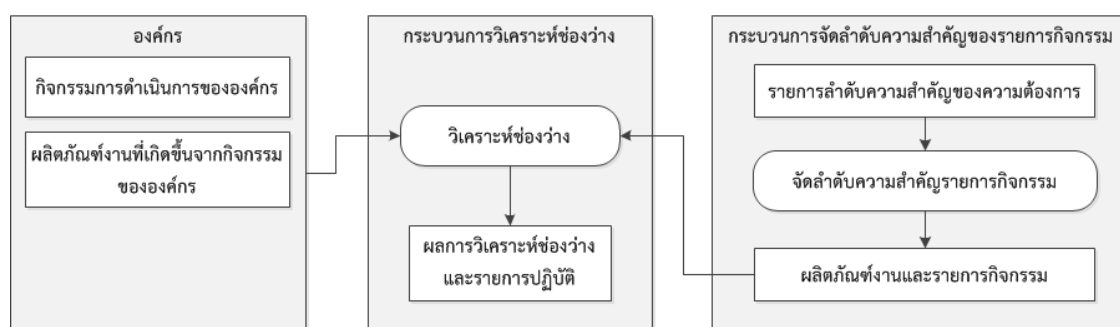 องค์กร
กิจกรรมการดำเนินการขององค์กร
ผลิตภัณฑ์งานที่เกิดขึ้นจากกิจกรรม
ขององค์กร
กระบวนการวิเคราะห์ช่องว่าง
วิเคราะห์ช่องว่าง
ผลการวิเคราะห์ช่องว่าง
และรายการปฏิบัติ
กระบวนการจัดลำดับความสำคัญของรายการกิจกรรม
รายการลำดับความสำคัญของความต้องการ
จัดลำดับความสำคัญรายการกิจกรรม
ผลิตภัณฑ์งานและรายการกิจกรรม